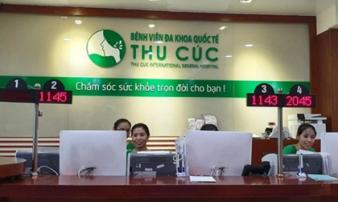 BỆNH VIỆN ĐA KHOA QUỐC TẾ
THU CÚC
THU CUC INTERNATIONAL GENERAL HOSPITAL
Chăm sóc sức khỏe trọn đời cho bạn !
1 2
1145
3 4
1143 2045